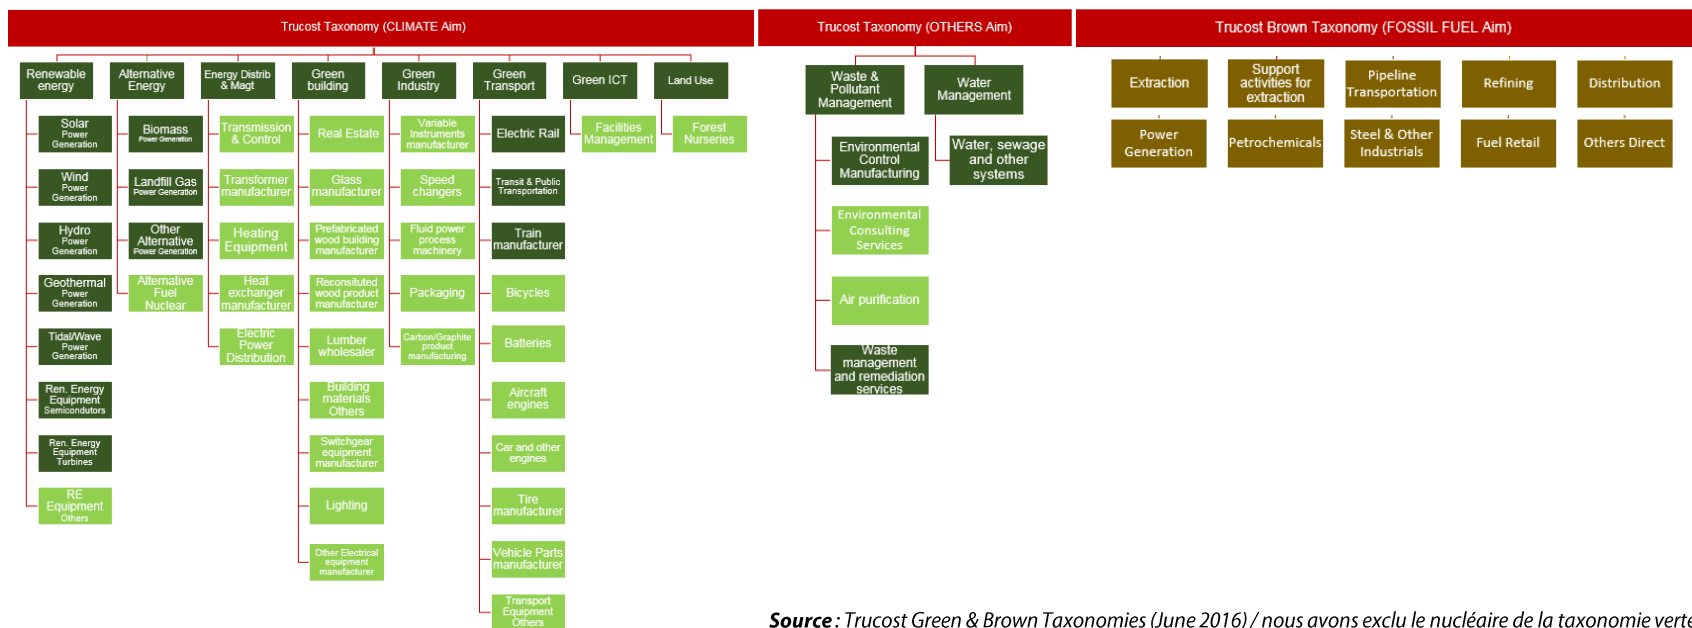 Trucost Taxonomy (CLIMATE Aim)
Renewable
energy
Solar
Power
Generation
Wind
Power
Generation
Hydro
Power
Generation
Geothermal
Power
Generation
Tidal/Wave
Power
Generation
Ren. Energy
Equipment
Semicondutors
Ren. Energy
Equipment
Turbines
RE
Equipment
Others
Alternative
Energy
Biomass
Power Generation
Landfill Gas
Power Generation
Other
Alternative
Power Generation
Alternative
Fuel
Nuclear
Energy Distrib
& Magt
Transmission
& Control
Transformer
manufacturer
Heating
Equipment
Heat
exchanger
manufacturer
Electric
Power
Distribution
Green
building
Real Estate
Glass
manufacturer
Prefabricated
wood building
manufacturer
Reconsituted
wood product
manufacturer
Lumber
wholesaler
Building
materials
Others
Switchgear
equipment
manufacturer
Lighting
Other Electrical
equipment
manufacturer
Green
Industry
Variable
Instruments
manufacturer
Speed
changers
Fluid power
process
machinery
Packaging
Carbon/Graphite
product
manufacturing
Green
Transport
Electric Rail
Transit & Public
Transportation
Train
manufacturer
Bicycles
Batteries
Aircraft
engines
Car and other
engines
Tire
manufacturer
Vehicle Parts
manufacturer
Transport
Equipment
Others
Green ICT
Facilities
Management
Land Use
Forest
Nurseries
Trucost Taxonomy (OTHERS Aim)
Waste &
Pollutant
Management
Environmental
Control
Manufacturing
Environmental
Consulting
Services
Air purification
Waste
management
and remediation
services
Water
Management
Water, sewage
and other
systems
Trucost Brown Taxonomy (FOSSIL FUEL Aim)
Extraction
Support
activities for
extraction
Pipeline
Transportation
Refining
Distribution
Power
Generation
Petrochemicals
Steel & Other
Industrials
Fuel Retail
Others Direct
Source : Trucost Green & Brown Taxonomies (June 2016) / nous avons exclu le nucléaire de la taxonomie verte